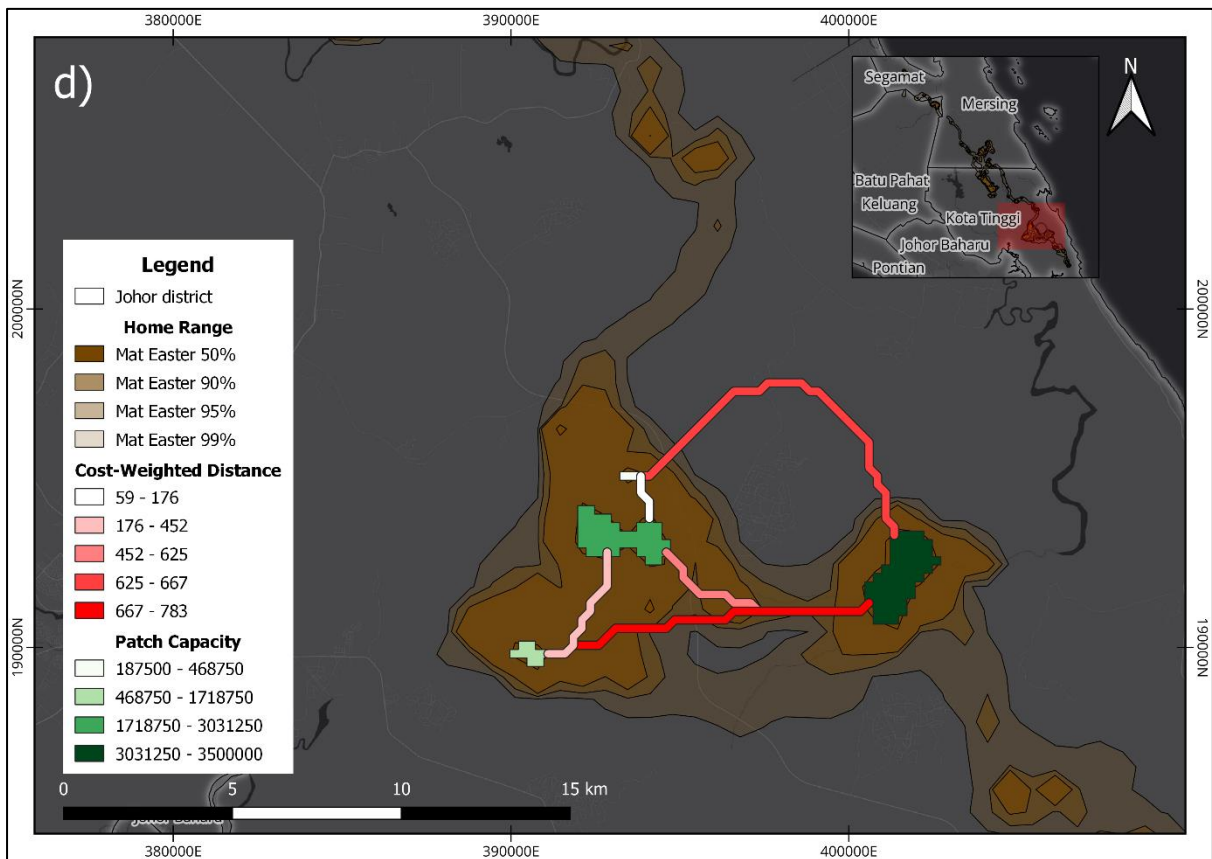 380000E
390000E
400000E
d)
N
Segamat
Mersing
Batu Pahat
Keluang
Kota Tinggi
Johor Baharu
Pontian
Legend
Johor district
Home Range
Mat Easter 50%
Mat Easter 90%
Mat Easter 95%
Mat Easter 99%
Cost-Weighted Distance
59 - 176
176 - 452
452 - 625
625 - 667
667 - 783
Patch Capacity
187500 - 468750
468750 - 1718750
1718750 - 3031250
3031250 - 3500000
200000N
200000N
190000N
190000N
0 5 10 15 km
Johor Baharu
380000E
390000E
400000E